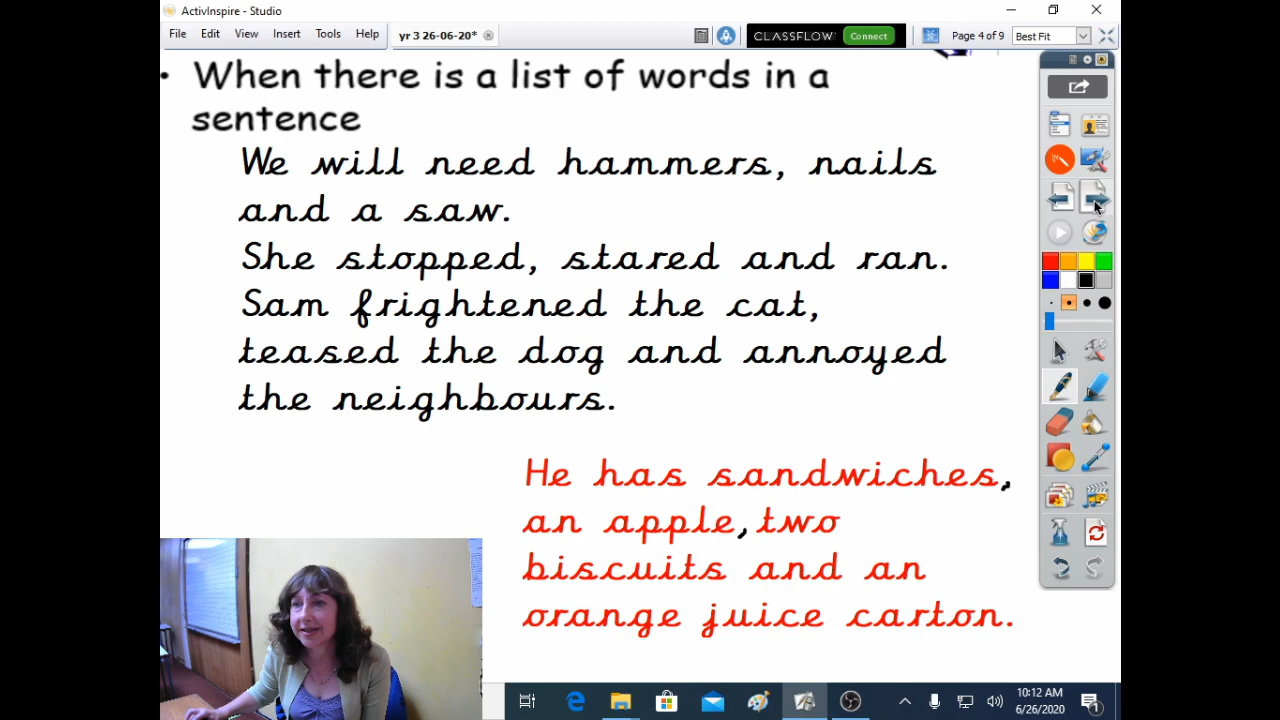 ActivInspire - Studio
File Edit View Insert Tools Help
yr 3 26-06-20*
CLASSFLOW Connect
Page 4 of 9
Best Fit
• When there is a list of words in a
sentence
We will need hammers, nails
and a saw.
She stopped, stared and ran.
Sam frightened the cat,
teased the dog and annoyed
the neighbours.
He has sandwiches,
an apple, two
biscuits and an
orange juice carton.
10:12 AM
6/26/2020
1